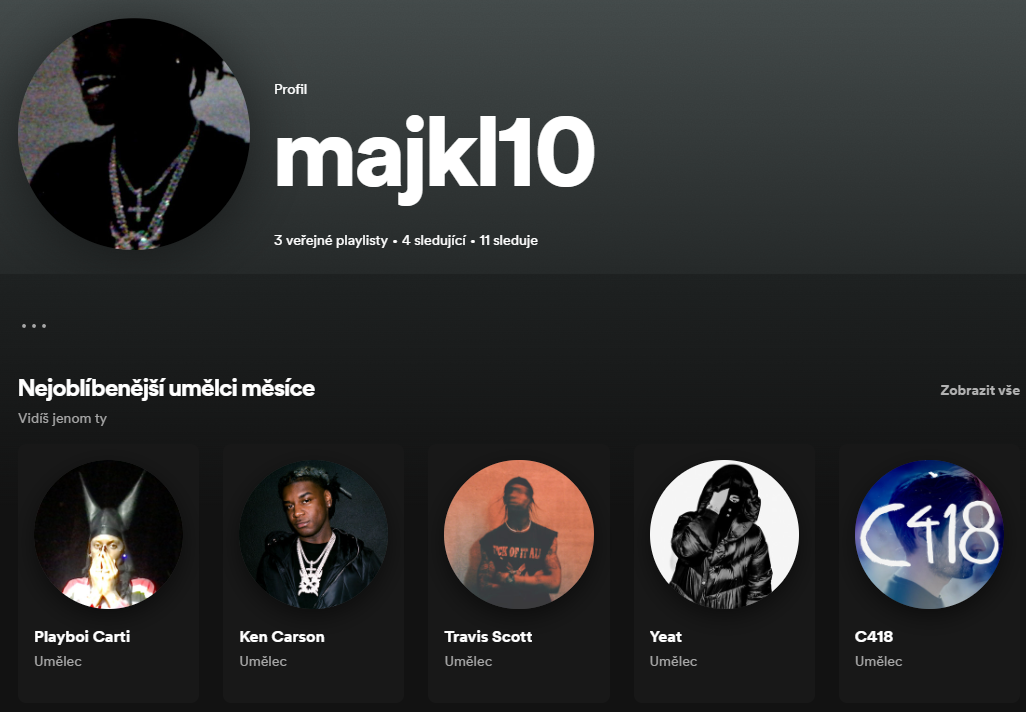 Profil
majkl10
3 veřejné playlisty • 4 sledující • 11 sleduje
Nejoblíbenější umělci měsíce
Zobrazit vše
Vidíš jenom ty
C418
Playboi Carti
Ken Carson
Travis Scott
Yeat
C418
Umělec
Umělec
Umělec
Umělec
Umělec